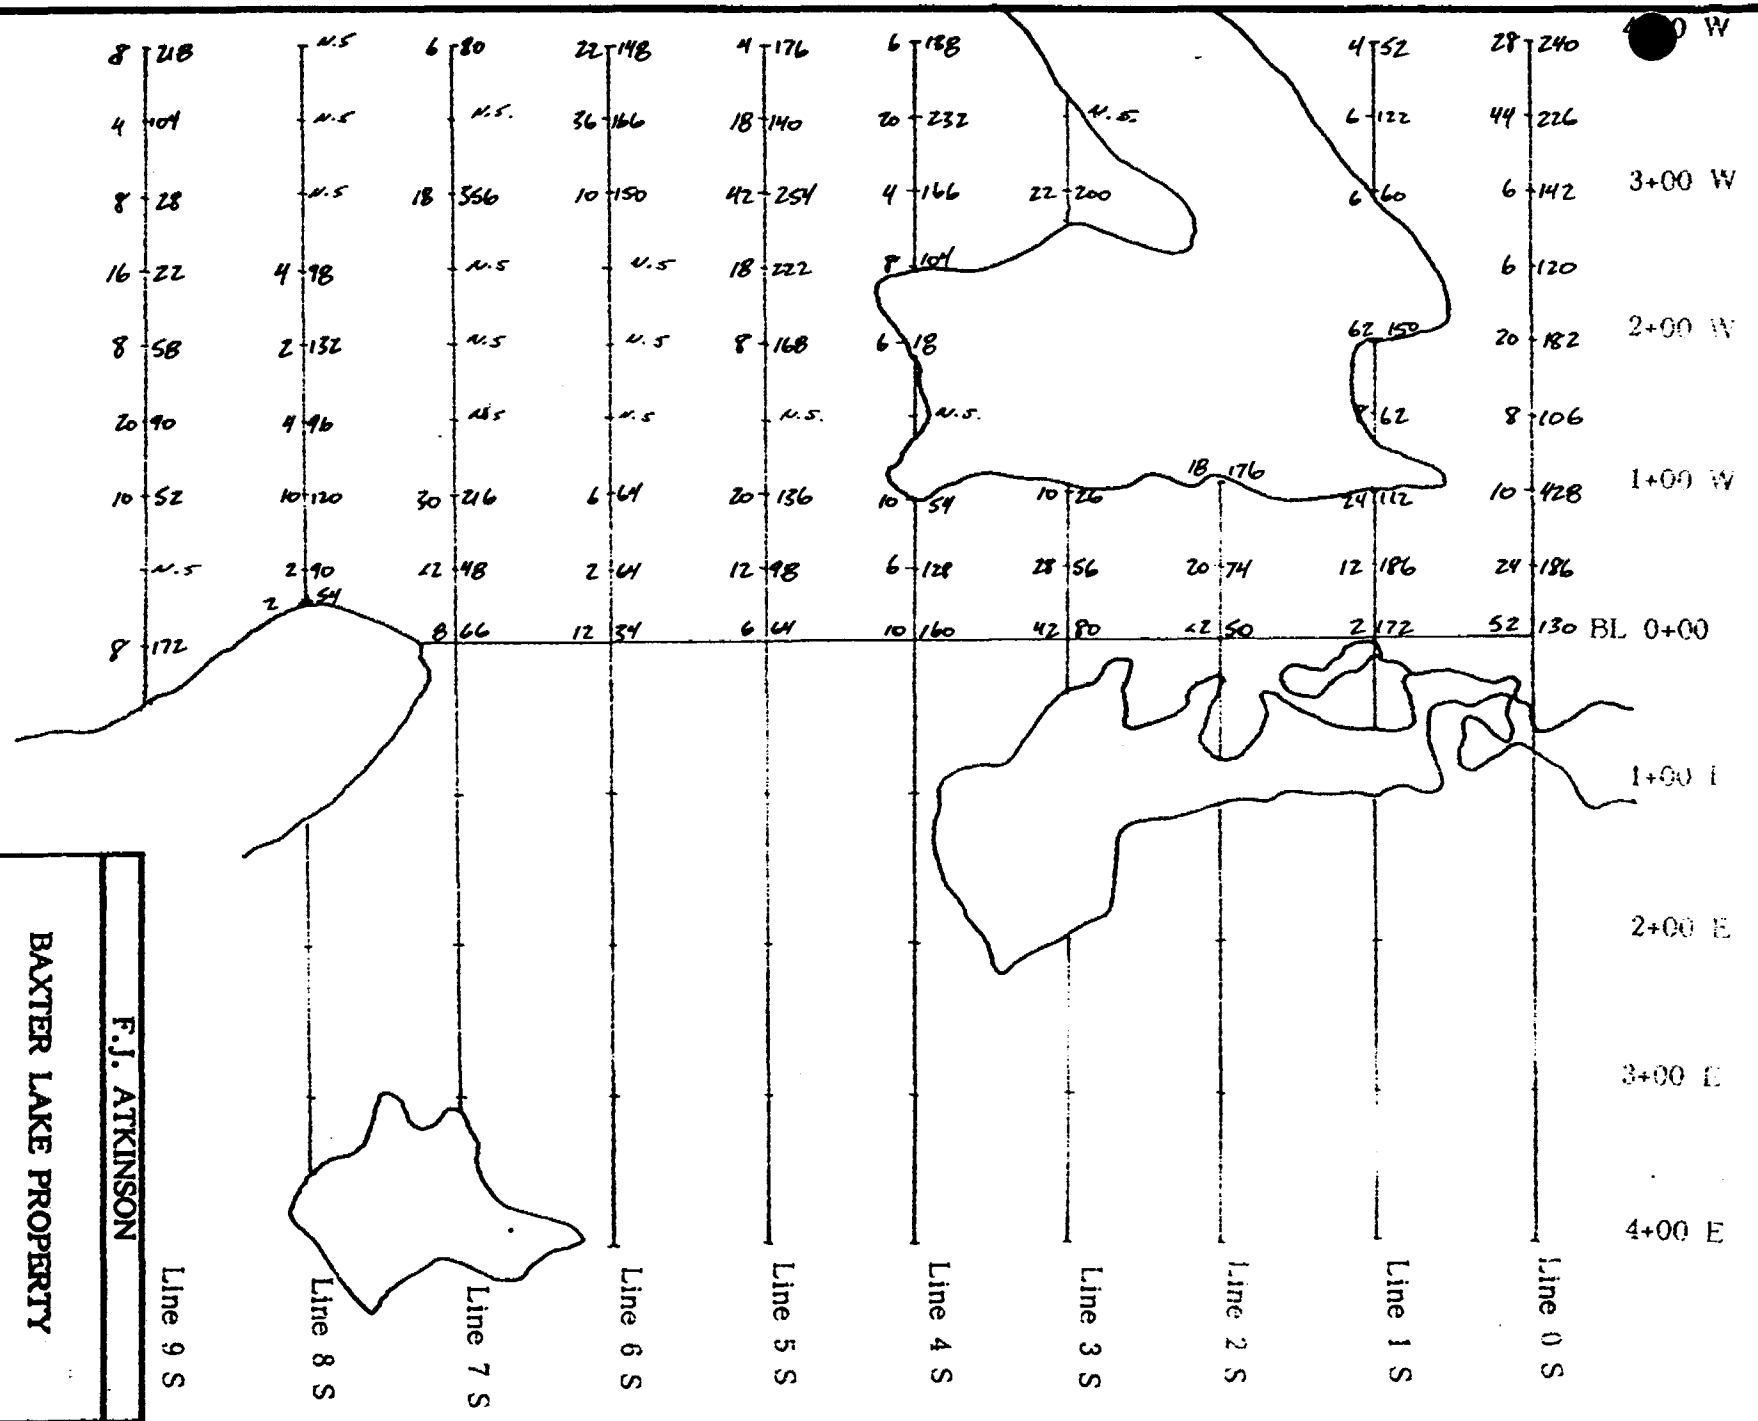 8 218 N.S 6 80 22 148 4 176 6 188 4 52 28 240 W
4 104 N.S N.S. 36 166 18 140 20 232 N.S. 6 122 44 226
8 28 N.S 18 356 10 150 42 254 4 166 22 200 6 60 6 142 3+00 W
16 22 4 98 N.S N.S 18 222 8 104 6 120
8 58 2 132 N.S N.S 8 168 6 18 62 150 20 182 2+00 W
20 90 4 96 N.S N.S N.S. N.S. 62 8 106
10 52 10 120 30 216 6 64 20 136 10 54 10 26 18 176 24 112 10 428 1+00 W
N.S 2 90 <2 48 2 64 12 98 6 128 28 56 20 74 12 186 24 186
2 54
8 172 8 66 12 34 6 64 10 160 42 80 <2 50 2 172 52 130 BL 0+00
1+00
2+00 E
3+00 E
4+00 E
Line 9 S
Line 8 S
Line 7 S
Line 6 S
Line 5 S
Line 4 S
Line 3 S
Line 2 S
Line 1 S
Line 0 S
F.J. ATKINSON
BAXTER LAKE PROPERTY